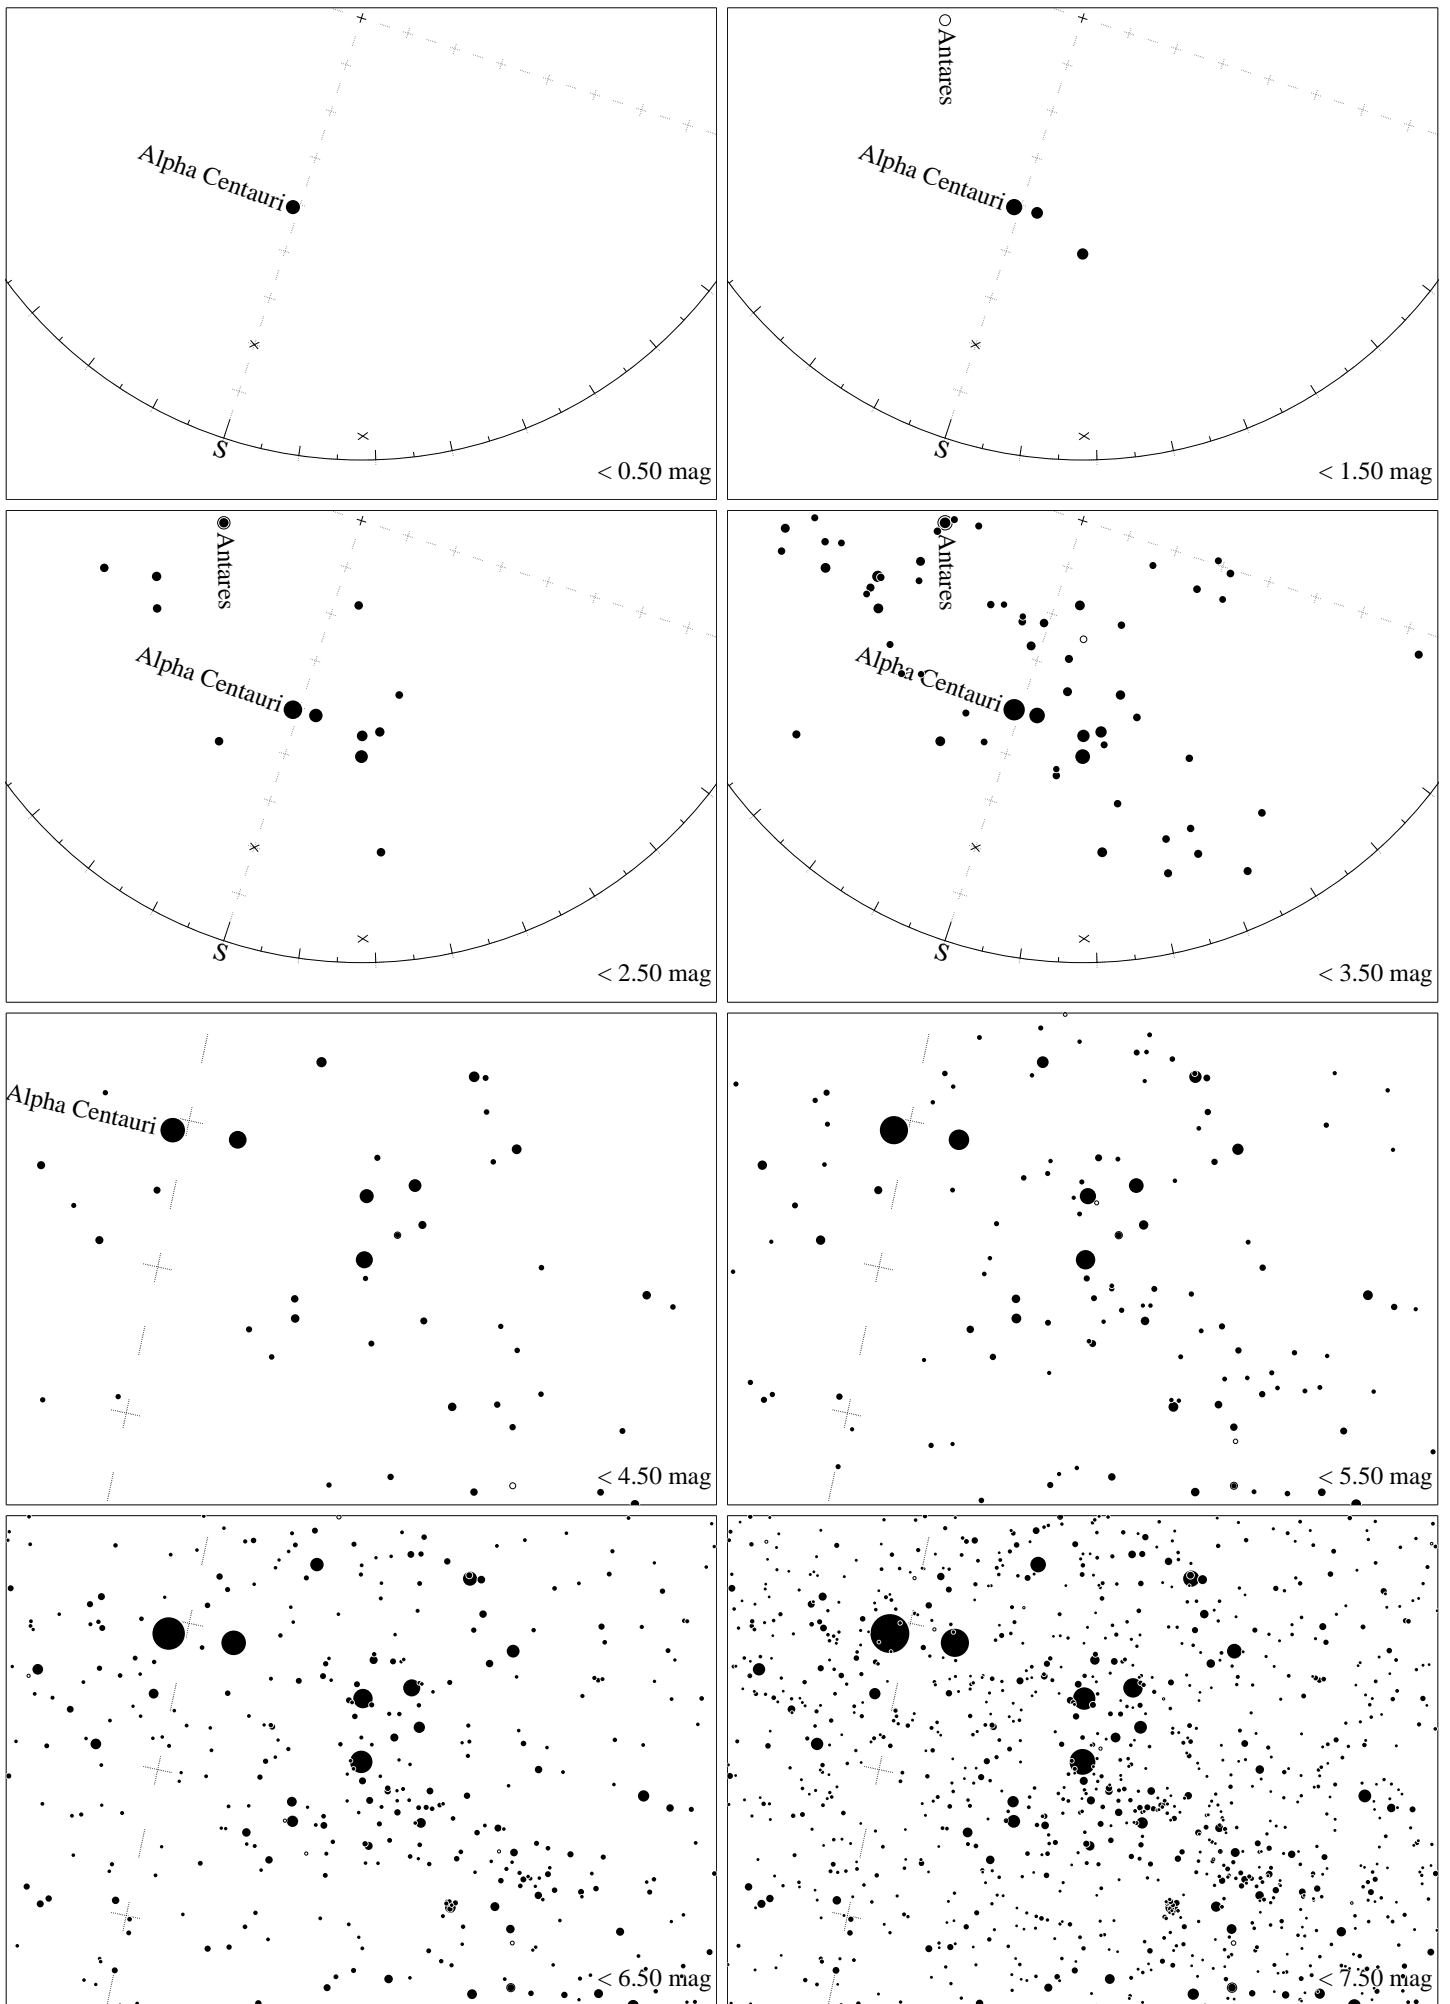 Alpha Centauri
S
< 0.50 mag
Antares
Alpha Centauri
S
< 1.50 mag
Antares
Alpha Centauri
S
< 2.50 mag
Antares
Alpha Centauri
S
< 3.50 mag
Alpha Centauri
< 4.50 mag
< 5.50 mag
< 6.50 mag
< 7.50 mag